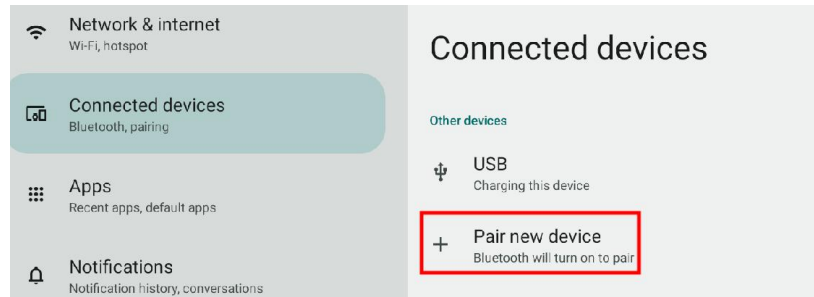 Network & internet
Wi-Fi, hotspot
Connected devices
Bluetooth, pairing
Apps
Recent apps, default apps
Notifications
Notification history, conversations
Connected devices
Other devices
USB
Charging this device
Pair new device
Bluetooth will turn on to pair